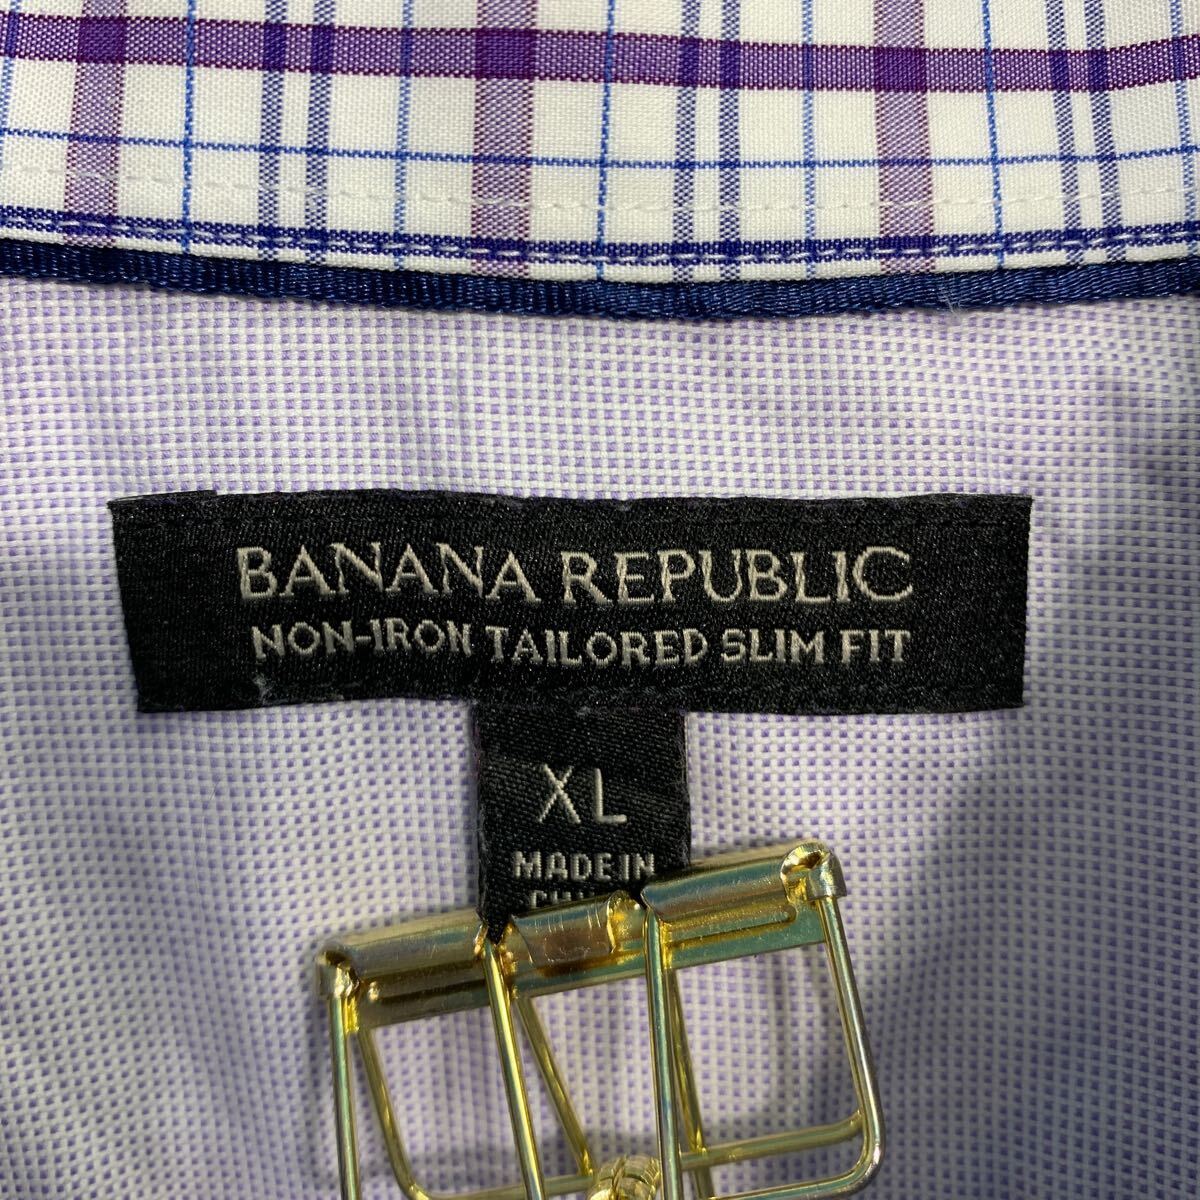 BANANA REPUBLIC
NON-IRON TAILORED SLIM FIT
XL
MADE IN